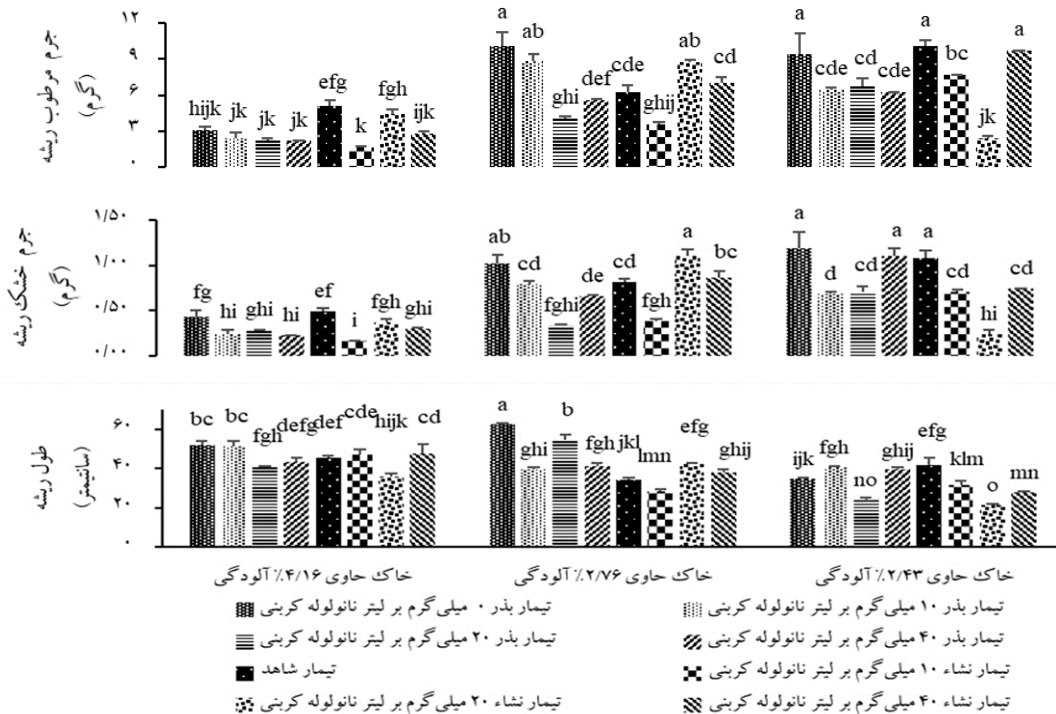 جرم مرطوب ریشه
(گرم)
۱۲
۹
۶
۳
۰
hijk jk jk jk efg k fgh ijk
a ab ghi def cde ghij ab cd
a cde cd cde a bc jk a
جرم خشک ریشه
(گرم)
۱/۵۰
۱/۰۰
۰/۵۰
۰/۰۰
fg hi ghi hi ef i fgh ghi
ab cd fghi de cd fgh a bc
a d cd a a cd hi cd
طول ریشه
(سانتیمتر)
۶۰
۴۰
۲۰
۰
bc bc fgh defg def cde hijk cd
a ghi b fgh jkl lmn efg ghij
ijk fgh no ghij efg klm o mn
خاک حاوی ۴/۱۶٪ آلودگی
خاک حاوی ۲/۷۶٪ آلودگی
خاک حاوی ۲/۴۳٪ آلودگی
تیمار بذر ۰ میلی‌گرم بر لیتر نانولوله کربنی
تیمار بذر ۱۰ میلی‌گرم بر لیتر نانولوله کربنی
تیمار بذر ۲۰ میلی‌گرم بر لیتر نانولوله کربنی
تیمار بذر ۴۰ میلی‌گرم بر لیتر نانولوله کربنی
تیمار شاهد
تیمار نشاء ۱۰ میلی‌گرم بر لیتر نانولوله کربنی
تیمار نشاء ۲۰ میلی‌گرم بر لیتر نانولوله کربنی
تیمار نشاء ۴۰ میلی‌گرم بر لیتر نانولوله کربنی